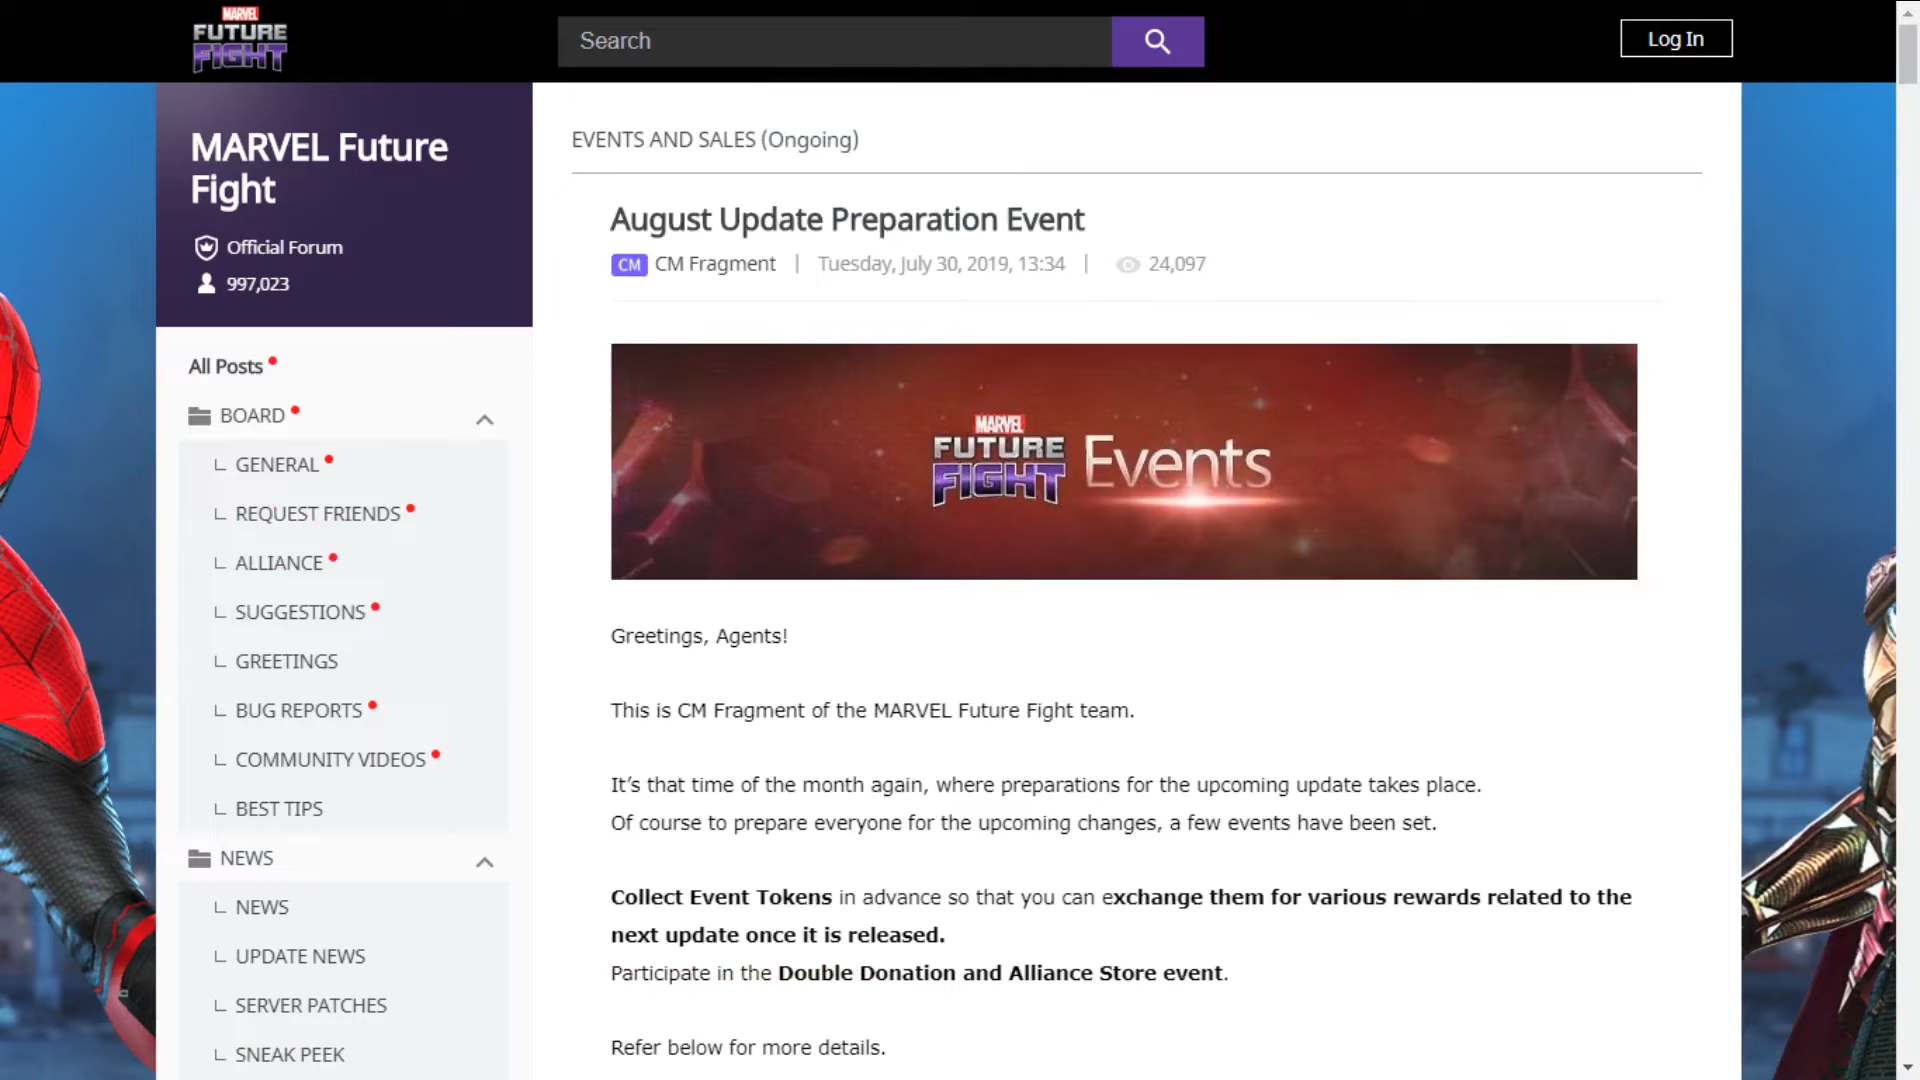 MARVEL
FUTURE
FIGHT
Search
Log In
MARVEL Future
Fight
Official Forum
997,023
All Posts
BOARD
GENERAL
REQUEST FRIENDS
ALLIANCE
SUGGESTIONS
GREETINGS
BUG REPORTS
COMMUNITY VIDEOS
BEST TIPS
NEWS
NEWS
UPDATE NEWS
SERVER PATCHES
SNEAK PEEK
EVENTS AND SALES (Ongoing)
August Update Preparation Event
CM CM Fragment | Tuesday, July 30, 2019, 13:34 | 24,097
MARVEL
FUTURE
FIGHT
Events
Greetings, Agents!
This is CM Fragment of the MARVEL Future Fight team.
It’s that time of the month again, where preparations for the upcoming update takes place.
Of course to prepare everyone for the upcoming changes, a few events have been set.
Collect Event Tokens in advance so that you can exchange them for various rewards related to the
next update once it is released.
Participate in the Double Donation and Alliance Store event.
Refer below for more details.